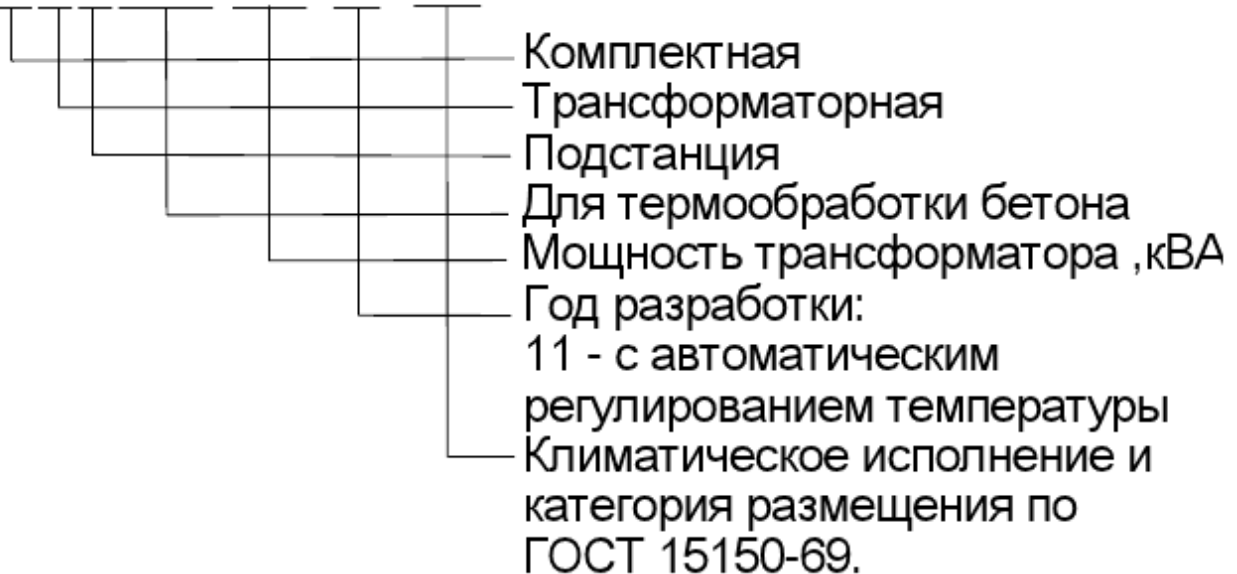 Комплектная
Трансформаторная
Подстанция
Для термообработки бетона
Мощность трансформатора ,кВА
Год разработки:
11 - с автоматическим
регулированием температуры
Климатическое исполнение и
категория размещения по
ГОСТ 15150-69.